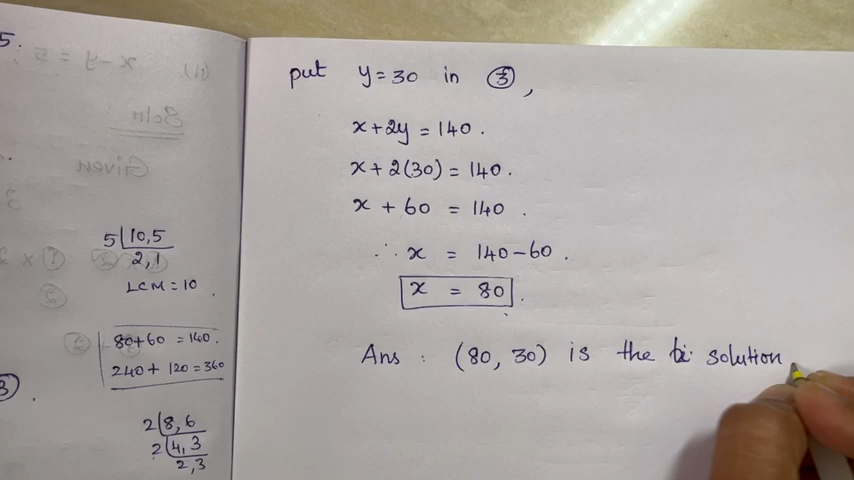 5:
5 10,5
2,1
LCM = 10 .
80+60 = 140.
240 + 120 = 360
3 .
2 8,6
2 4,3
2,3
put y = 30 in 3 ,
x + 2y = 140 .
x + 2(30) = 140 .
x + 60 = 140 .
∴ x = 140 - 60 .
x = 80 .
Ans : (80, 30) is the solution